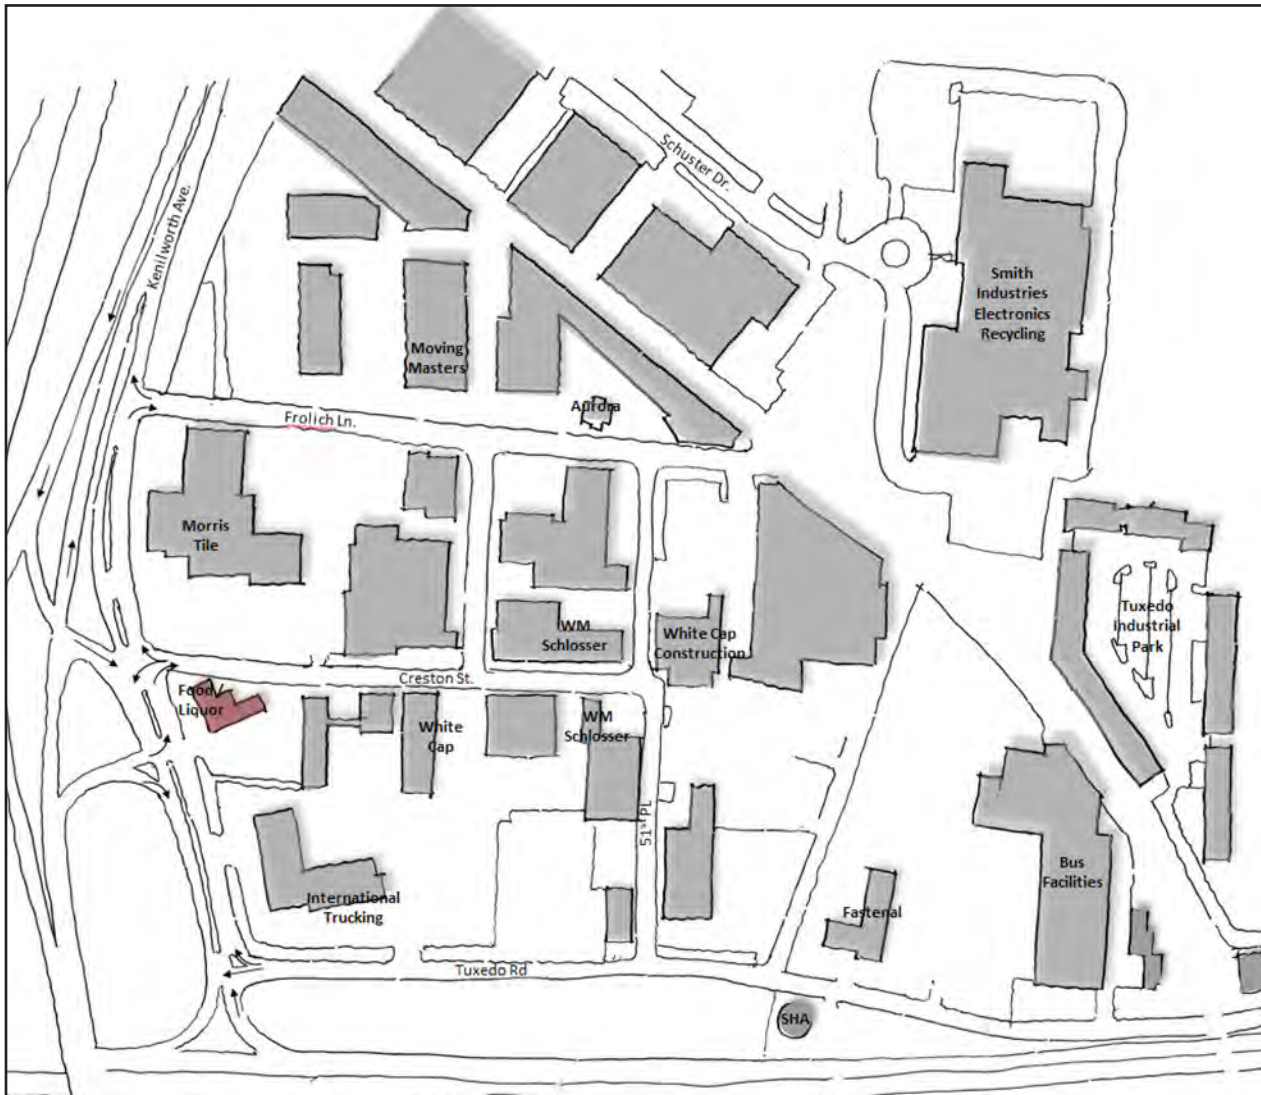 Schuster Dr.
Kenilworth Ave.
Smith
Industries
Electronics
Recycling
Moving
Masters
Aurora
Frolich Ln.
Morris
Tile
Tuxedo
Industrial
Park
WM
Schlosser
White Cap
Construction
Creston St.
Food /
Liquor
White
Cap
WM
Schlosser
51st PL
Bus
Facilities
International
Trucking
Fastenal
Tuxedo Rd
SHA